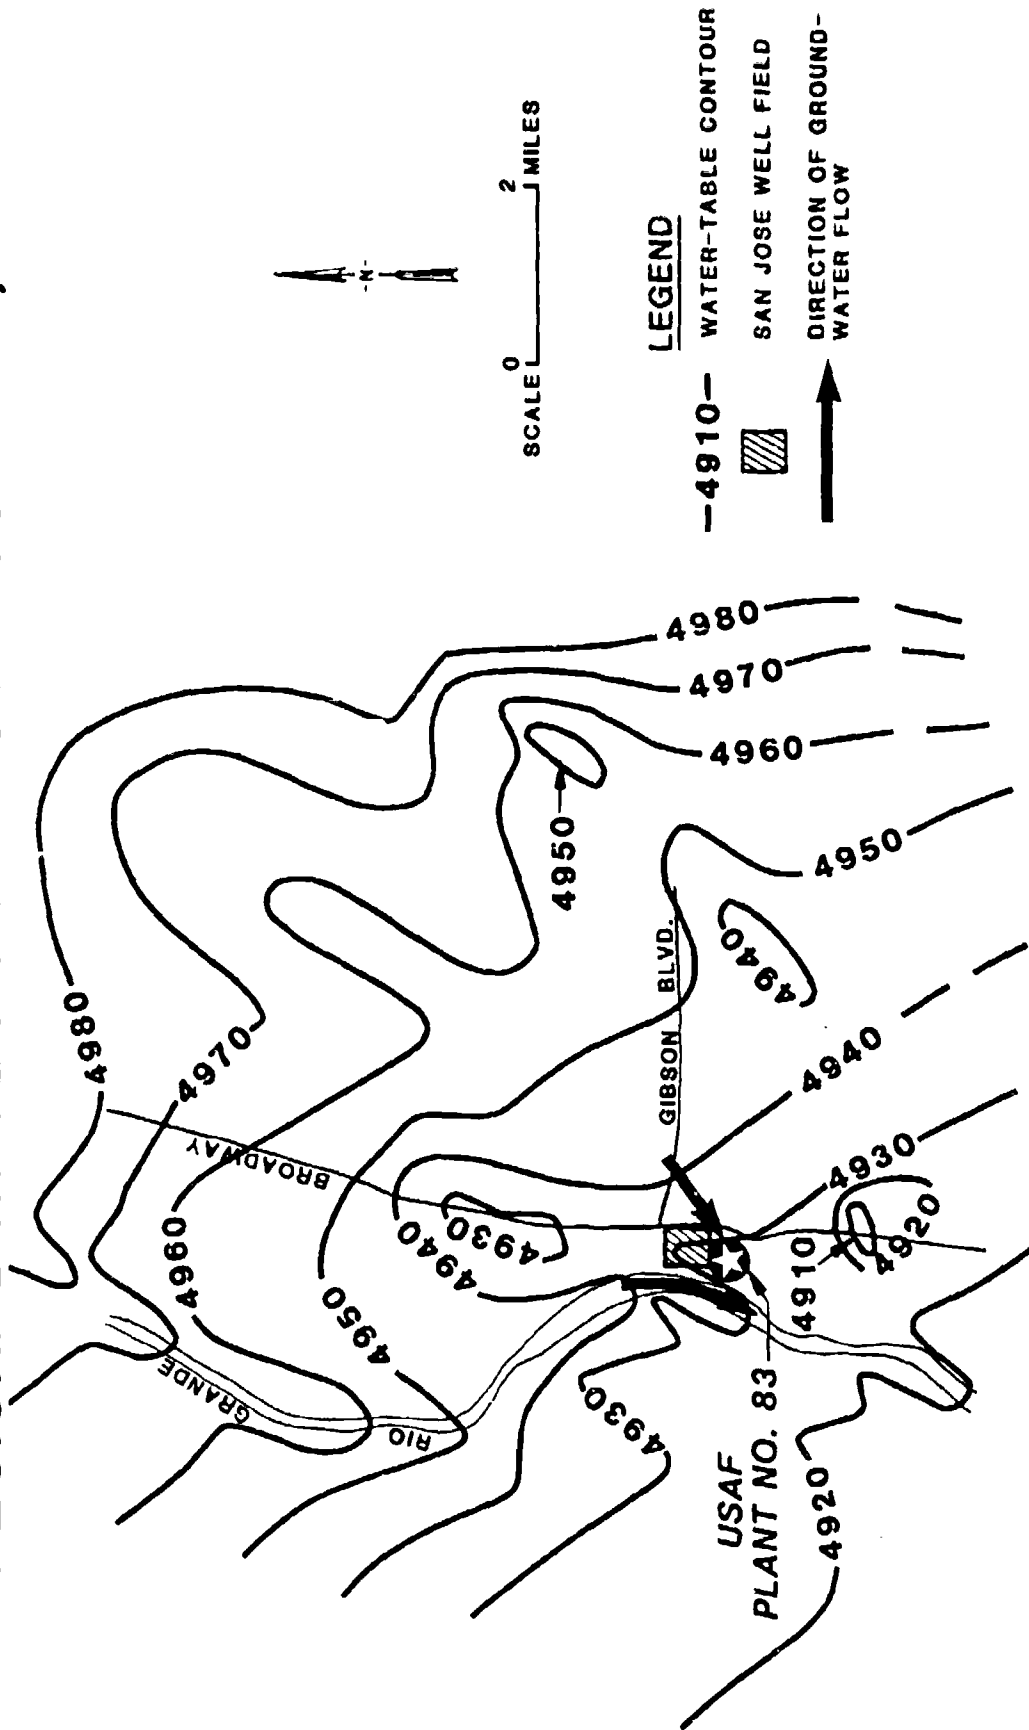 4980
4970
BROADWAY
4960
GRANDE
RIO
4950
4950
4940
4940
4930
4930
4950
GIBSON BLVD.
4980
4970
4960
4950
4940
4940
4930
4920
4910
4920
USAF
PLANT NO. 83
-N-
SCALE 0 2 MILES
LEGEND
-4910- WATER-TABLE CONTOUR
SAN JOSE WELL FIELD
DIRECTION OF GROUND-
WATER FLOW